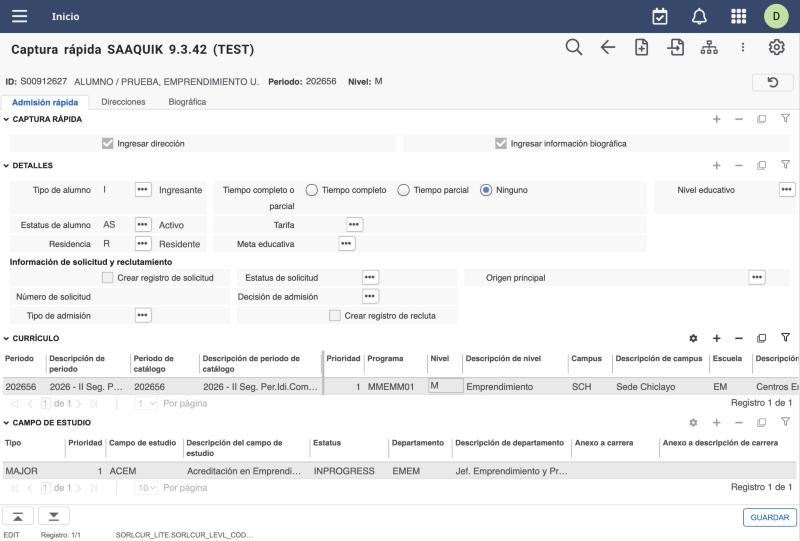 Inicio
D
Captura rápida SAAQUIK 9.3.42 (TEST)
ID: S00912627 ALUMNO / PRUEBA, EMPRENDIMIENTO U. Periodo: 202656 Nivel: M
Admisión rápida Direcciones Biográfica
CAPTURA RÁPIDA
Ingresar dirección Ingresar información biográfica
DETALLES
Tipo de alumno I Ingresante Tiempo completo o parcial Tiempo completo Tiempo parcial Ninguno Nivel educativo
Estatus de alumno AS Activo Tarifa
Residencia R Residente Meta educativa
Información de solicitud y reclutamiento
Crear registro de solicitud Estatus de solicitud Origen principal
Número de solicitud Decisión de admisión
Tipo de admisión Crear registro de recluta
CURRÍCULO
Periodo Descripción de periodo Periodo de catálogo Descripción de periodo de catálogo Prioridad Programa Nivel Descripción de nivel Campus Descripción de campus Escuela Descripción
202656 2026 - II Seg. P... 202656 2026 - II Seg. Per.Idi.Com... 1 MMEMM01 M Emprendimiento SCH Sede Chiclayo EM Centros E
1 de 1 1 Por página Registro 1 de 1
CAMPO DE ESTUDIO
Tipo Prioridad Campo de estudio Descripción del campo de estudio Estatus Departamento Descripción de departamento Anexo a carrera Anexo a descripción de carrera
MAJOR 1 ACEM Acreditación en Emprendi... INPROGRESS EMEM Jef. Emprendimiento y Pr...
1 de 1 10 Por página Registro 1 de 1
GUARDAR
EDIT Registro: 1/1 SORLCUR_LITE.SORLCUR_LEVL_COD...